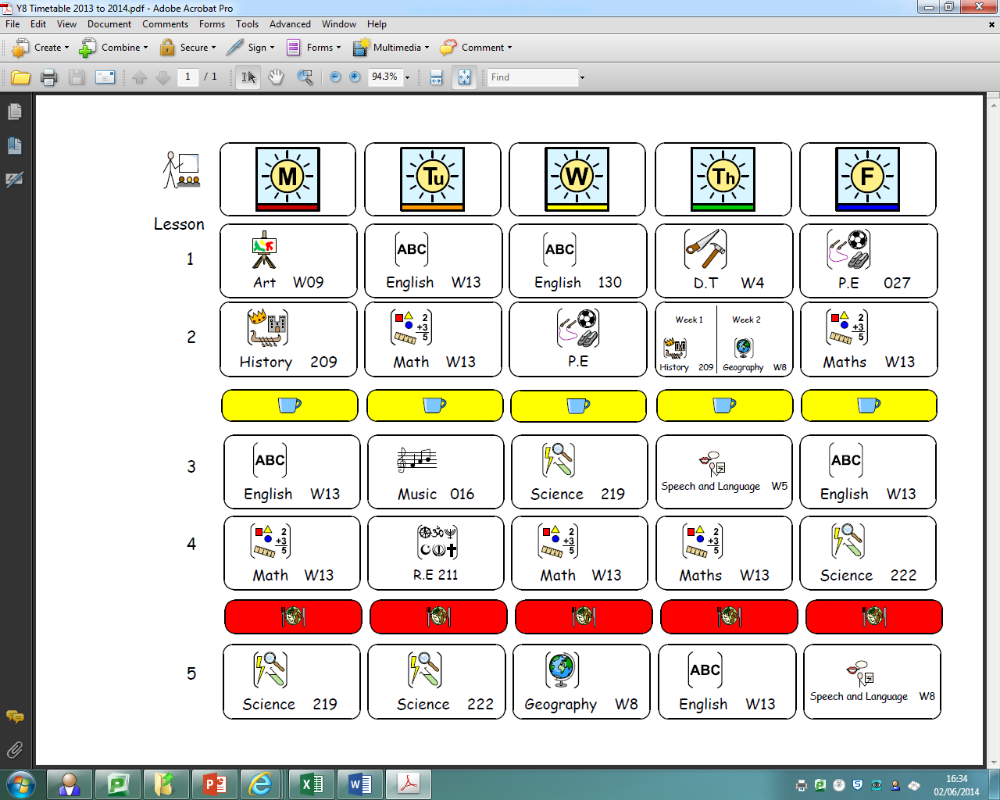 Y8 Timetable 2013 to 2014.pdf - Adobe Acrobat Pro
File Edit View Document Comments Forms Tools Advanced Window Help
Create Combine Secure Sign Forms Multimedia Comment
1 / 1 94.3% Find
M Tu W Th F
Lesson
1
Art W09
English W13
English 130
D.T W4
P.E 027
2
History 209
Math W13
P.E
Week 1 Week 2
History 209 Geography W8
Maths W13
3
English W13
Music 016
Science 219
Speech and Language W5
English W13
4
Math W13
R.E 211
Math W13
Maths W13
Science 222
5
Science 219
Science 222
Geography W8
English W13
Speech and Language W8
16:34
02/06/2014